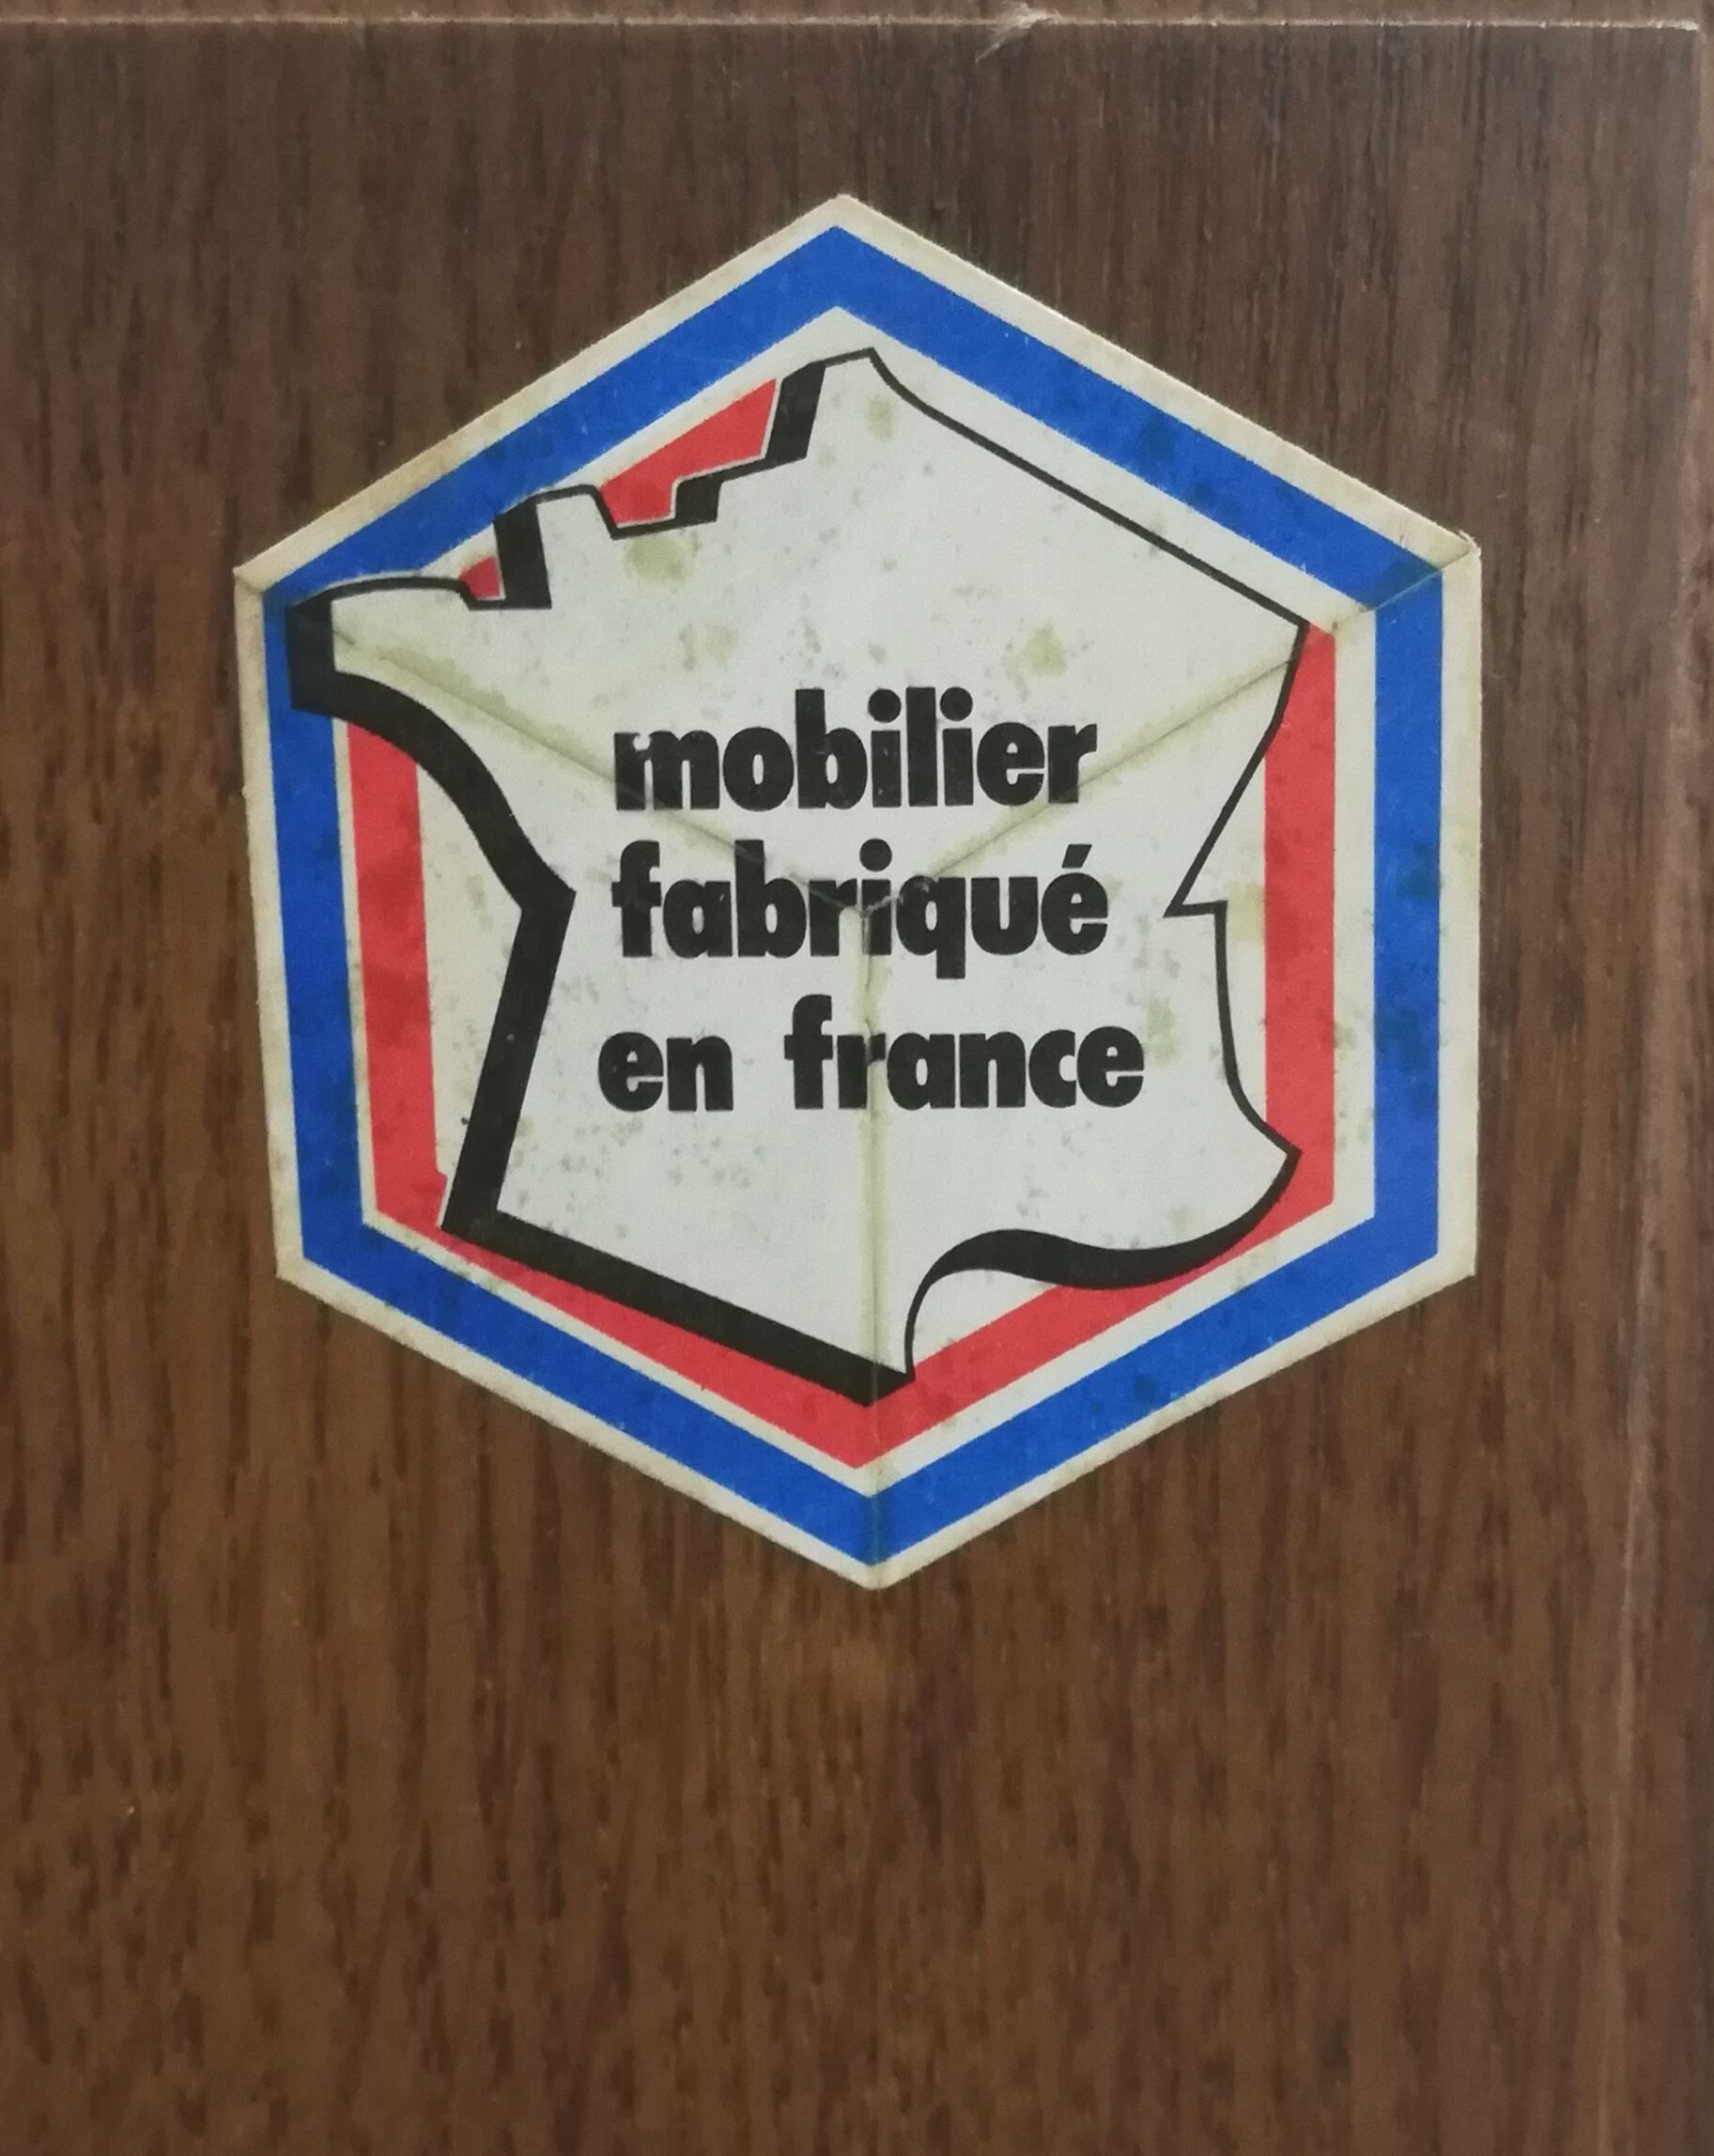 mobilier
fabriqué
en france